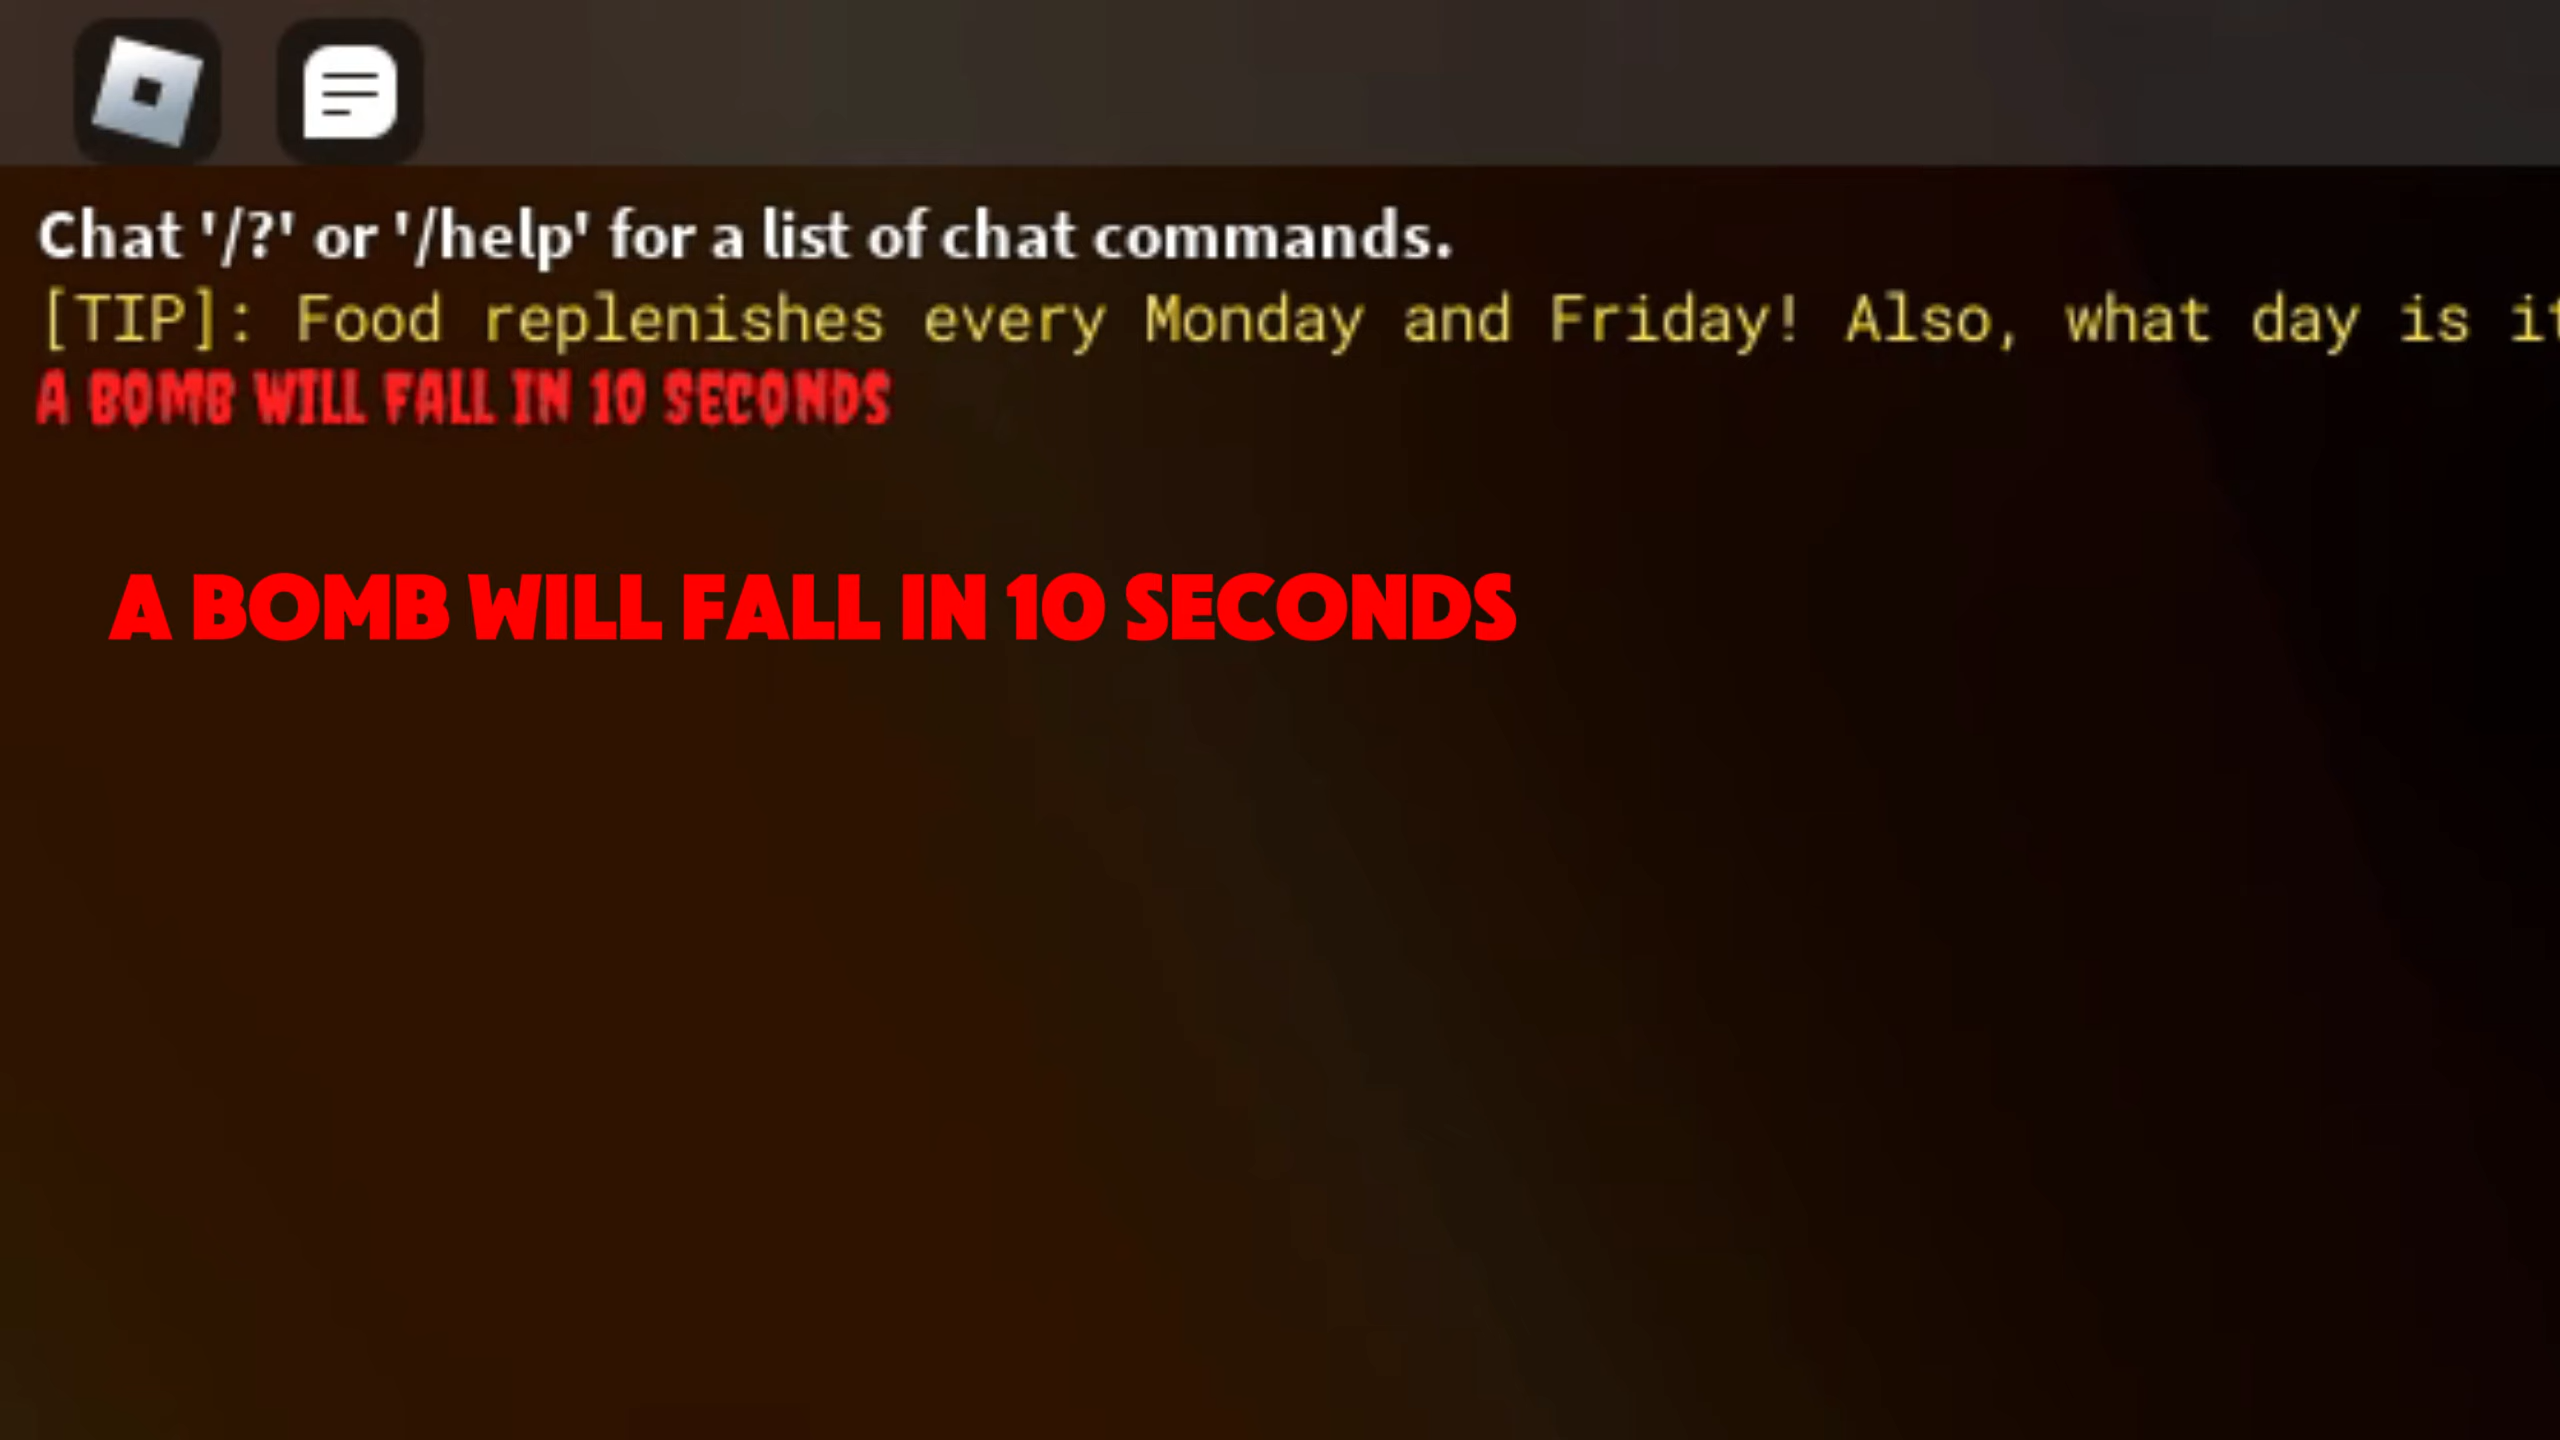 Chat '/?' or '/help' for a list of chat commands.
[TIP]: Food replenishes every Monday and Friday! Also, what day is it
A BOMB WILL FALL IN 10 SECONDS
A BOMB WILL FALL IN 10 SECONDS